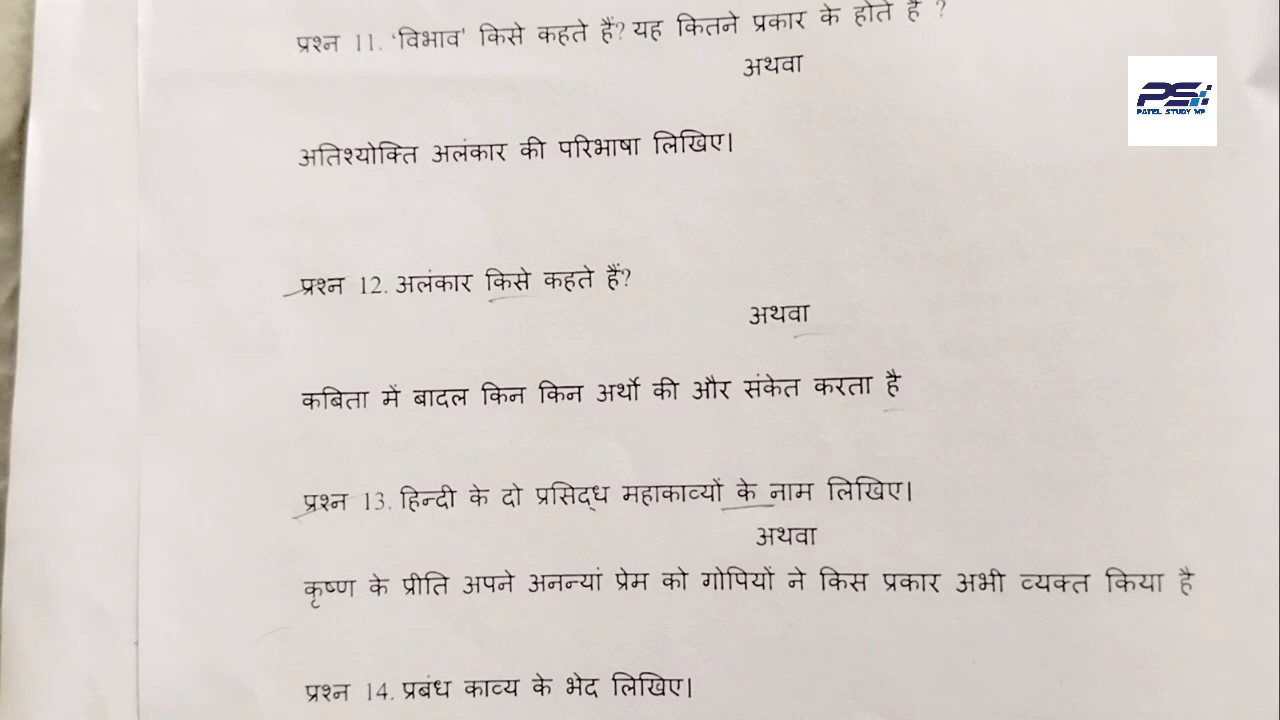 प्रश्न 11. 'विभाव' किसे कहते हैं? यह कितने प्रकार के होते हैं ?
अथवा
PS
PATEL STUDY MP
अतिश्योक्ति अलंकार की परिभाषा लिखिए।
प्रश्न 12. अलंकार किसे कहते हैं?
अथवा
कबिता में बादल किन किन अर्थो की और संकेत करता है
प्रश्न 13. हिन्दी के दो प्रसिद्ध महाकाव्यों के नाम लिखिए।
अथवा
कृष्ण के प्रीति अपने अनन्यां प्रेम को गोपियों ने किस प्रकार अभी व्यक्त किया है
प्रश्न 14. प्रबंध काव्य के भेद लिखिए।